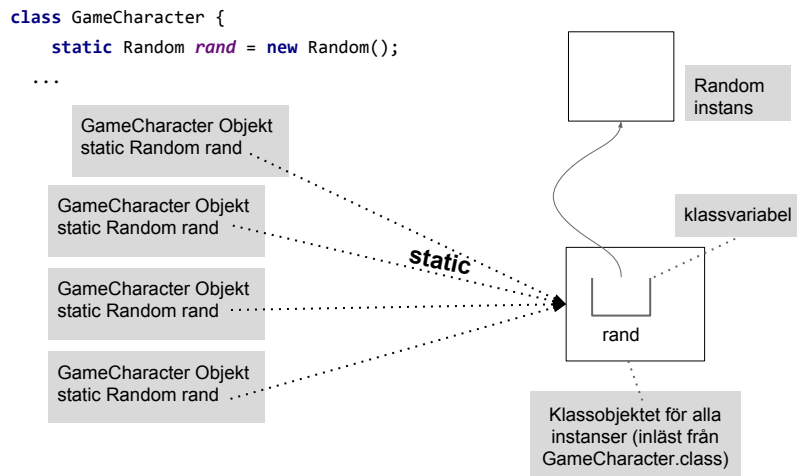 class GameCharacter {
static Random rand = new Random();
...
GameCharacter Objekt
static Random rand
GameCharacter Objekt
static Random rand
GameCharacter Objekt
static Random rand
GameCharacter Objekt
static Random rand
static
Random
instans
klassvariabel
rand
Klassobjektet för alla
instanser (inläst från
GameCharacter.class)